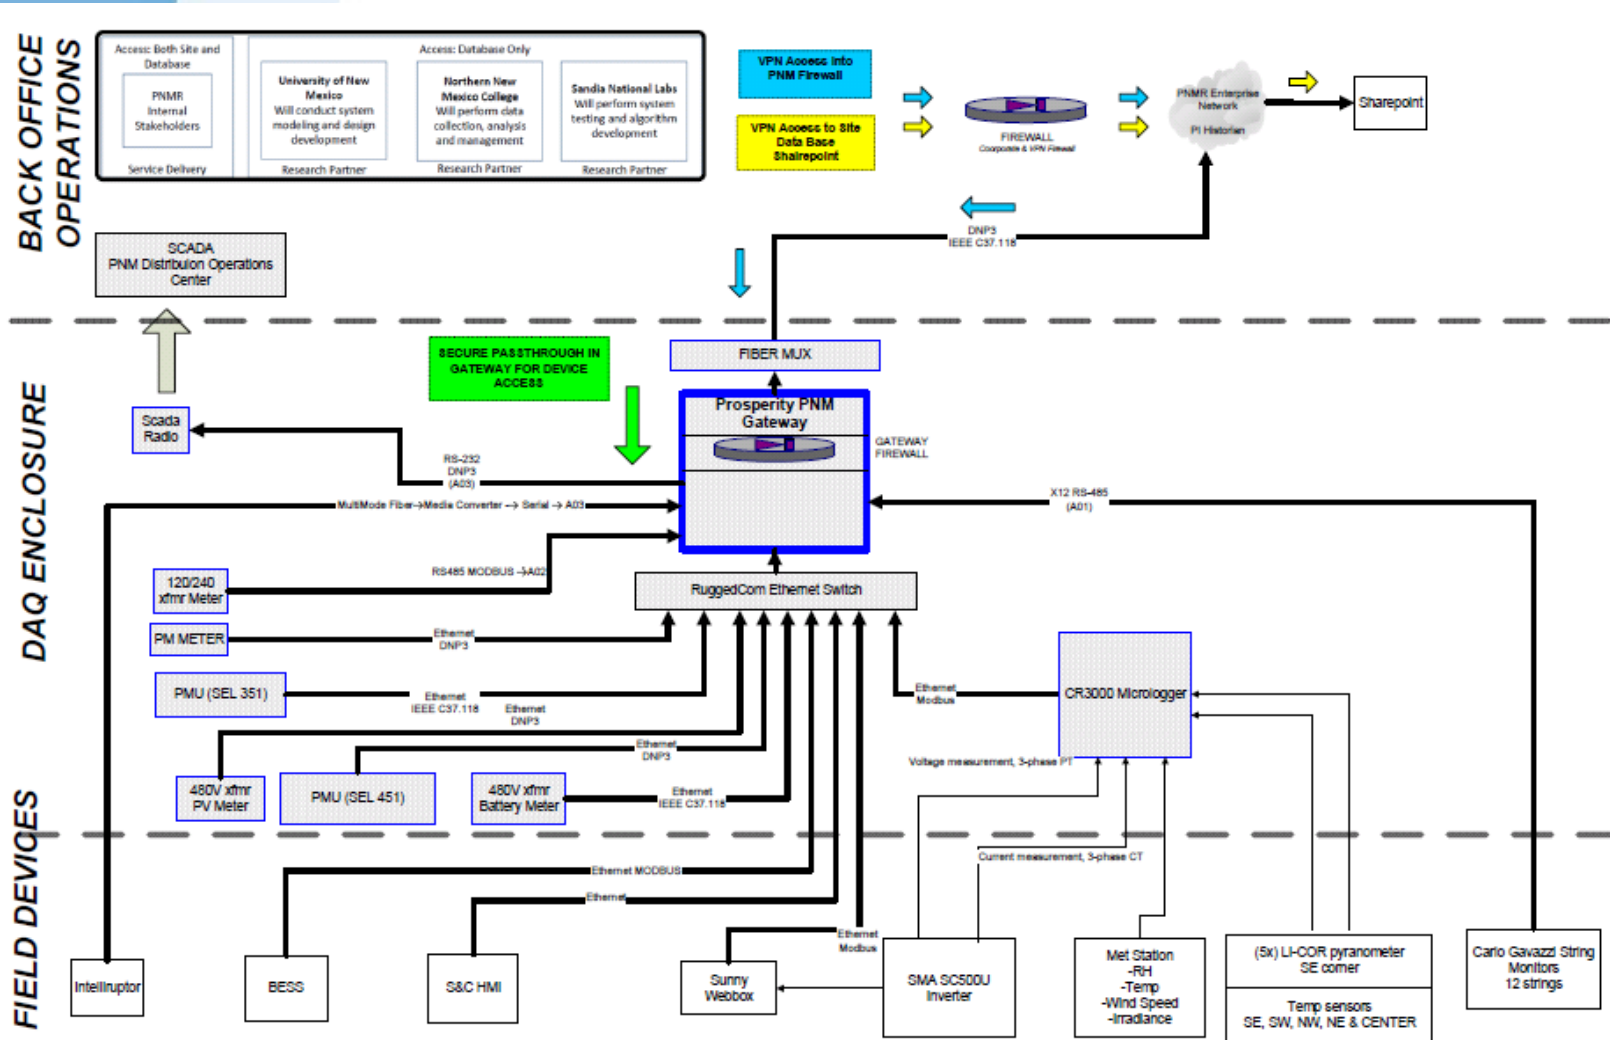 BACK OFFICE
OPERATIONS
Access: Both Site and
Database
PNMR
Internal
Stakeholders
Service Delivery
Access: Database Only
University of New
Mexico
Will conduct system
modeling and design
development
Research Partner
Northern New
Mexico College
Will perform data
collection, analysis
and management
Research Partner
Sandia National Labs
Will perform system
testing and algorithm
development
Research Partner
VPN Access into
PNM Firewall
VPN Access to Site
Data Base
Shairepoint
FIREWALL
Coorporate & VPN Firewall
PNMR Enterprise
Network
PI Historian
Sharepoint
DNP3
IEEE C37.118
SCADA
PNM Distribuion Operations
Center
DAQ ENCLOSURE
SECURE PASSTHROUGH IN
GATEWAY FOR DEVICE
ACCESS
FIBER MUX
Prosperity PNM
Gateway
GATEWAY
FIREWALL
Scada
Radio
RS-232
DNP3
(A03)
MultiMode Fiber→Media Converter → Serial → A03
X12 RS-485
(A01)
RS485 MODBUS →A02
120/240
xfmr Meter
RuggedCom Ethernet Switch
PM METER
Ethernet
DNP3
PMU (SEL 351)
Ethernet
IEEE C37.118
Ethernet
DNP3
Ethernet
Modbus
CR3000 Micrologger
Ethernet
DNP3
Voltage measurement, 3-phase PT
480V xfmr
PV Meter
PMU (SEL 451)
480V xfmr
Battery Meter
Ethernet
IEEE C37.118
FIELD DEVICES
Current measurement, 3-phase CT
Ethernet MODBUS
Ethernet
Ethernet
Modbus
Intelliruptor
BESS
S&C HMI
Sunny
Webbox
SMA SC500U
Inverter
Met Station
-RH
-Temp
-Wind Speed
-Irradiance
(5x) LI-COR pyranometer
SE corner
Temp sensors
SE, SW, NW, NE & CENTER
Carlo Gavazzi String
Monitors
12 strings